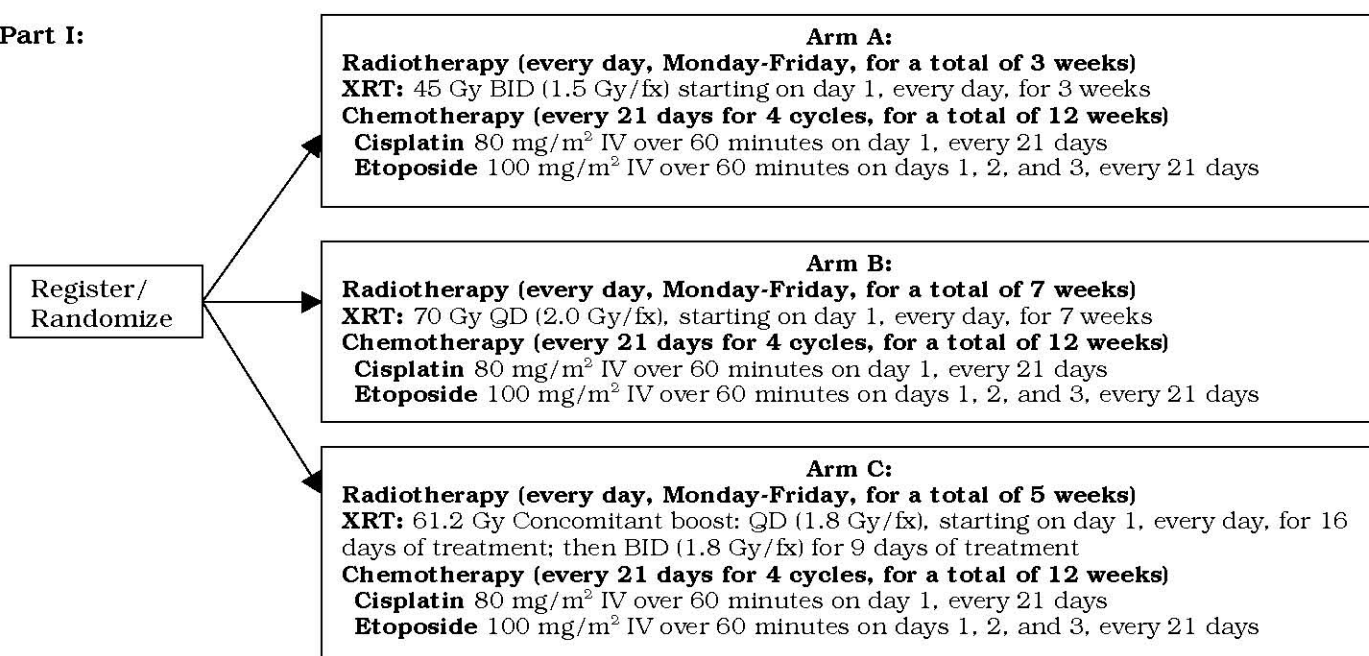 Part I:
Arm A:
Radiotherapy (every day, Monday-Friday, for a total of 3 weeks)
XRT: 45 Gy BID (1.5 Gy/fx) starting on day 1, every day, for 3 weeks
Chemotherapy (every 21 days for 4 cycles, for a total of 12 weeks)
Cisplatin 80 mg/m² IV over 60 minutes on day 1, every 21 days
Etoposide 100 mg/m² IV over 60 minutes on days 1, 2, and 3, every 21 days
Register/
Randomize
Arm B:
Radiotherapy (every day, Monday-Friday, for a total of 7 weeks)
XRT: 70 Gy QD (2.0 Gy/fx), starting on day 1, every day, for 7 weeks
Chemotherapy (every 21 days for 4 cycles, for a total of 12 weeks)
Cisplatin 80 mg/m² IV over 60 minutes on day 1, every 21 days
Etoposide 100 mg/m² IV over 60 minutes on days 1, 2, and 3, every 21 days
Arm C:
Radiotherapy (every day, Monday-Friday, for a total of 5 weeks)
XRT: 61.2 Gy Concomitant boost: QD (1.8 Gy/fx), starting on day 1, every day, for 16
days of treatment; then BID (1.8 Gy/fx) for 9 days of treatment
Chemotherapy (every 21 days for 4 cycles, for a total of 12 weeks)
Cisplatin 80 mg/m² IV over 60 minutes on day 1, every 21 days
Etoposide 100 mg/m² IV over 60 minutes on days 1, 2, and 3, every 21 days